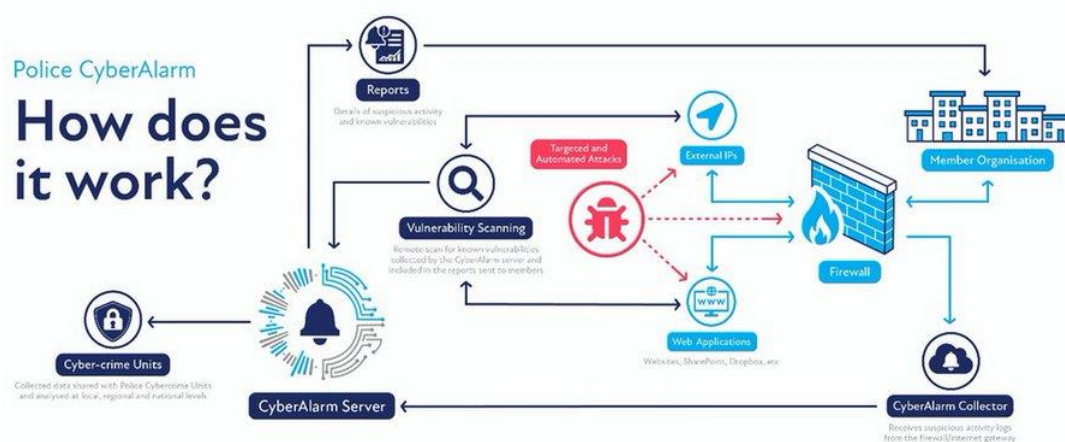 Police CyberAlarm
How does
it work?
Reports
Details of suspicious activity
and known vulnerabilities
Targeted and
Automated Attacks
External IPs
Member Organisation
Vulnerability Scanning
Remote scan for known vulnerabilities
collected by the CyberAlarm server and
included in the reports sent to members
Firewall
WWW
Web Applications
Websites, SharePoint, Dropbox, etc
Cyber-crime Units
Collected data shared with Police Cybercrime Units
and analysed at local, regional and national levels
CyberAlarm Server
CyberAlarm Collector
Receives suspicious activity logs
from the firewall/internet gateway